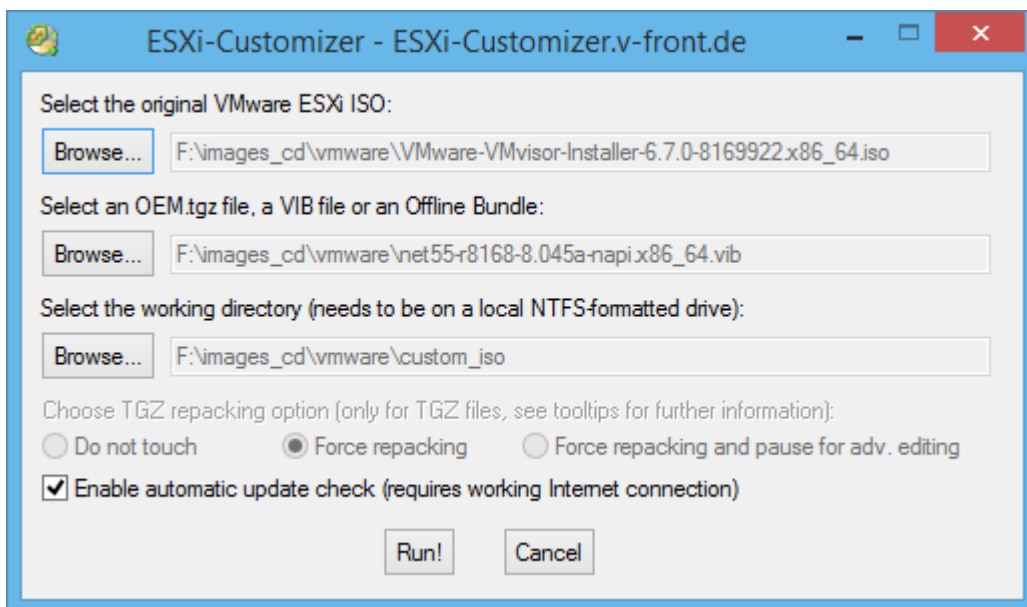 ESXi-Customizer - ESXi-Customizer.v-front.de
Select the original VMware ESXi ISO:
Browse... F:\images_cd\vmware\VMware-VMvisor-Installer-6.7.0-8169922.x86_64.iso
Select an OEM.tgz file, a VIB file or an Offline Bundle:
Browse... F:\images_cd\vmware\net55-r8168-8.045a-napi.x86_64.vib
Select the working directory (needs to be on a local NTFS-formatted drive):
Browse... F:\images_cd\vmware\custom_iso
Choose TGZ repacking option (only for TGZ files, see tooltips for further information):
Do not touch Force repacking Force repacking and pause for adv. editing
Enable automatic update check (requires working Internet connection)
Run! Cancel